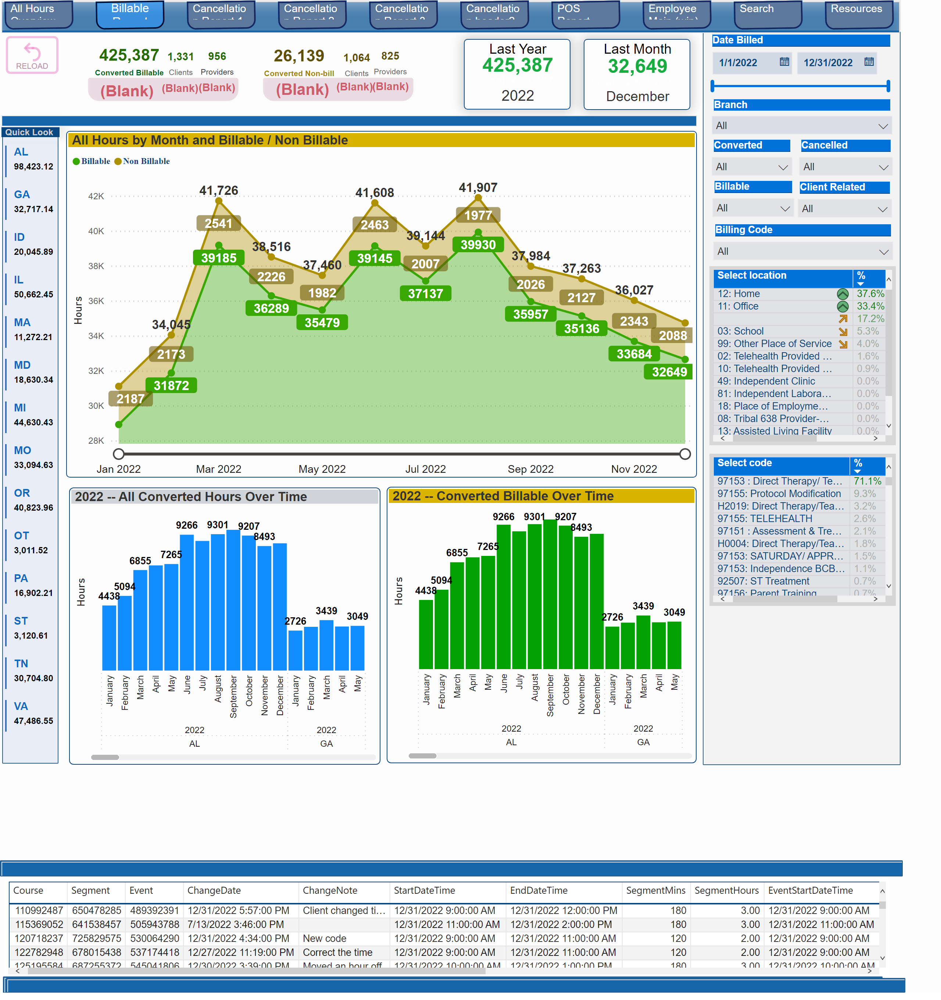 All Hours
Billable
Cancellatio
Cancellatio
Cancellatio
Cancellatio
POS
Employee
Search
Resources
RELOAD
425,387 1,331 956
Converted Billable Clients Providers
(Blank) (Blank) (Blank)
26,139 1,064 825
Converted Non-bill Clients Providers
(Blank) (Blank) (Blank)
Last Year
425,387
2022
Last Month
32,649
December
Date Billed
1/1/2022 12/31/2022
Branch
All
Converted Cancelled
All All
Billable Client Related
All All
Billing Code
All
Select location %
12: Home 37.6%
11: Office 33.4%
17.2%
03: School 5.3%
99: Other Place of Service 4.0%
02: Telehealth Provided ... 1.6%
10: Telehealth Provided ... 0.9%
49: Independent Clinic 0.0%
81: Independent Labora... 0.0%
18: Place of Employme... 0.0%
08: Tribal 638 Provider-... 0.0%
13: Assisted Living Facility 0.0%
Select code %
97153 : Direct Therapy/ Te... 71.1%
97155: Protocol Modification 9.3%
H2019: Direct Therapy/Tea... 3.2%
97155: TELEHEALTH 2.6%
97151 : Assessment & Tre... 2.1%
H0004: Direct Therapy/Tea... 1.8%
97153: SATURDAY/ APPR... 1.5%
97153: Independence BCB... 1.1%
92507: ST Treatment 0.7%
97156: Parent Training 0.7%
Quick Look
AL
98,423.12
GA
32,717.14
ID
20,045.89
IL
50,662.45
MA
11,272.21
MD
18,630.34
MI
44,630.43
MO
33,094.63
OR
40,823.96
OT
3,011.52
PA
16,902.21
ST
3,120.61
TN
30,704.80
VA
47,486.55
All Hours by Month and Billable / Non Billable
Billable Non Billable
Hours
42K
40K
38K
36K
34K
32K
30K
28K
34,045
41,726
38,516
37,460
41,608
39,144
41,907
37,984
37,263
36,027
2187
2173
2541
2226
1982
2463
2007
1977
2026
2127
2343
2088
31872
39185
36289
35479
39145
37137
39930
35957
35136
33684
32649
Jan 2022 Mar 2022 May 2022 Jul 2022 Sep 2022 Nov 2022
2022 -- All Converted Hours Over Time
Hours
4438
5094
6855
7265
9266
9301
9207
8493
2726
3439
3049
January
February
March
April
May
June
July
August
September
October
November
December
January
February
March
April
May
2022 2022
AL GA
2022 -- Converted Billable Over Time
Hours
4438
5094
6855
7265
9266
9301
9207
8493
2726
3439
3049
January
February
March
April
May
June
July
August
September
October
November
December
January
February
March
April
May
2022 2022
AL GA
Course Segment Event ChangeDate ChangeNote StartDateTime EndDateTime SegmentMins SegmentHours EventStartDateTime
110992487 650478285 489392391 12/31/2022 5:57:00 PM Client changed ti... 12/31/2022 9:00:00 AM 12/31/2022 12:00:00 PM 180 3.00 12/31/2022 9:00:00 AM
115369052 641538457 505943788 7/13/2022 3:46:00 PM 12/31/2022 11:00:00 AM 12/31/2022 2:00:00 PM 180 3.00 12/31/2022 11:00:00 AM
120718237 725829575 530064290 12/31/2022 4:34:00 PM New code 12/31/2022 9:00:00 AM 12/31/2022 11:00:00 AM 120 2.00 12/31/2022 9:00:00 AM
122782948 678015438 537174418 12/27/2022 11:19:00 PM Correct the time 12/31/2022 9:00:00 AM 12/31/2022 11:00:00 AM 120 2.00 12/31/2022 9:00:00 AM
125195584 687255372 545041806 12/30/2022 3:39:00 PM Moved an hour off 12/31/2022 10:00:00 AM 12/31/2022 1:00:00 PM 180 3.00 12/31/2022 10:00:00 AM